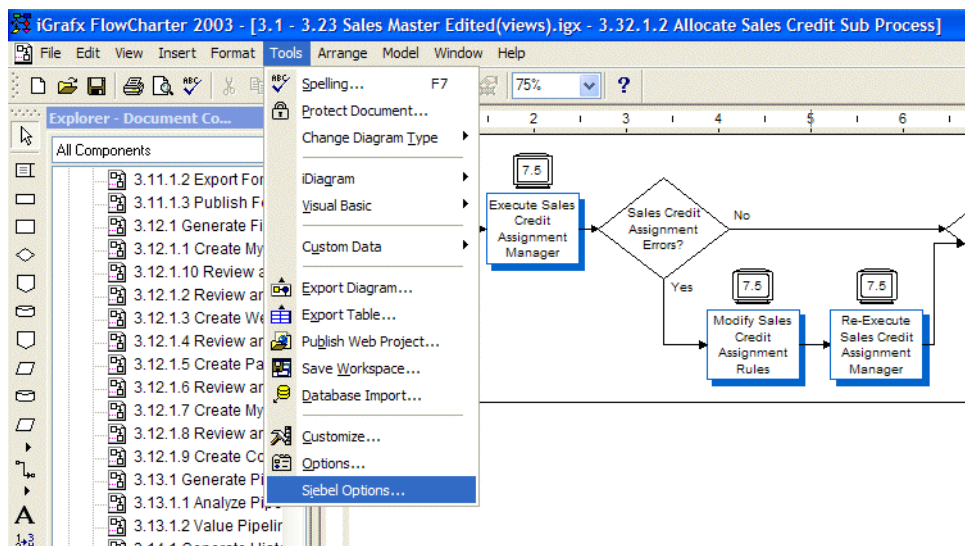 iGrafx FlowCharter 2003 - [3.1 - 3.23 Sales Master Edited(views).igx - 3.32.1.2 Allocate Sales Credit Sub Process]
File Edit View Insert Format Tools Arrange Model Window Help
ABC
75%
?
Explorer - Document Co...
All Components
3.11.1.2 Export For
3.11.1.3 Publish Fo
3.12.1 Generate Fi
3.12.1.1 Create My
3.12.1.10 Review a
3.12.1.2 Review ar
3.12.1.3 Create We
3.12.1.4 Review ar
3.12.1.5 Create Pa
3.12.1.6 Review ar
3.12.1.7 Create My
3.12.1.8 Review ar
3.12.1.9 Create Co
3.13.1 Generate Pi
3.13.1.1 Analyze Pipe
3.13.1.2 Value Pipelir
A
ABC
Spelling... F7
Protect Document...
Change Diagram Type
iDiagram
Visual Basic
Custom Data
Export Diagram...
Export Table...
Publish Web Project...
Save Workspace...
Database Import...
Customize...
Options...
Siebel Options...
2 3 4 5 6
7.5
Execute Sales
Credit
Assignment
Manager
Sales Credit
Assignment
Errors?
No
Yes
7.5
Modify Sales
Credit
Assignment
Rules
7.5
Re-Execute
Sales Credit
Assignment
Manager